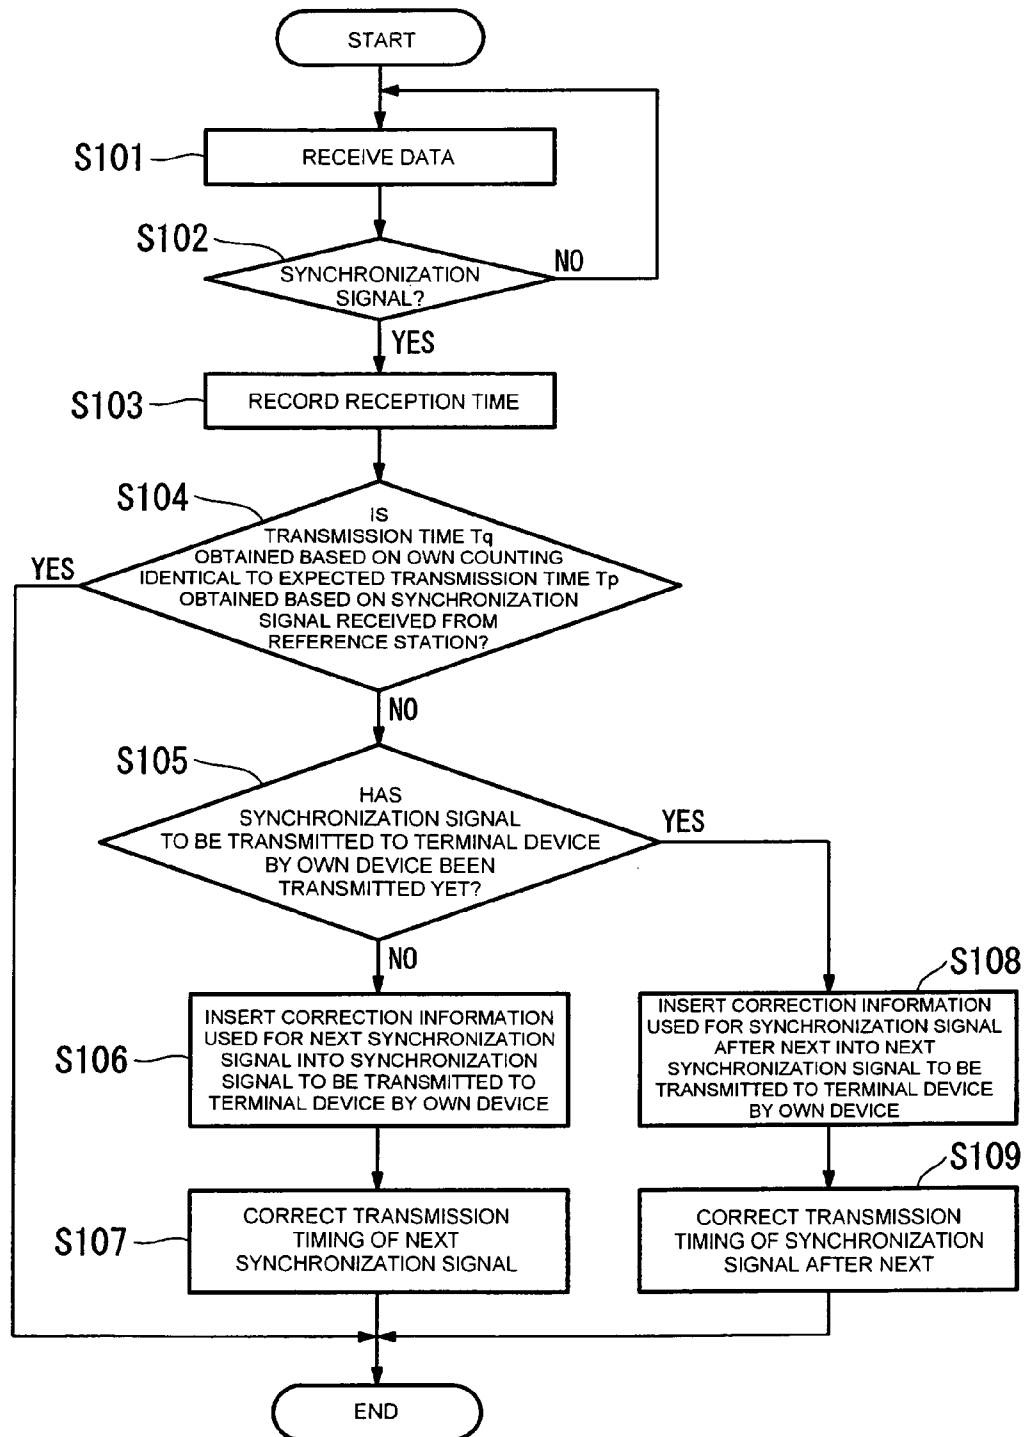 START
S101
RECEIVE DATA
S102
SYNCHRONIZATION
SIGNAL?
NO
YES
S103
RECORD RECEPTION TIME
S104
IS
TRANSMISSION TIME Tq
OBTAINED BASED ON OWN COUNTING
IDENTICAL TO EXPECTED TRANSMISSION TIME Tp
OBTAINED BASED ON SYNCHRONIZATION
SIGNAL RECEIVED FROM
REFERENCE STATION?
YES
NO
S105
HAS
SYNCHRONIZATION SIGNAL
TO BE TRANSMITTED TO TERMINAL DEVICE
BY OWN DEVICE BEEN
TRANSMITTED YET?
YES
NO
S106
INSERT CORRECTION INFORMATION
USED FOR NEXT SYNCHRONIZATION
SIGNAL INTO SYNCHRONIZATION
SIGNAL TO BE TRANSMITTED TO
TERMINAL DEVICE BY OWN DEVICE
S108
INSERT CORRECTION INFORMATION
USED FOR SYNCHRONIZATION SIGNAL
AFTER NEXT INTO NEXT
SYNCHRONIZATION SIGNAL TO BE
TRANSMITTED TO TERMINAL DEVICE
BY OWN DEVICE
S107
CORRECT TRANSMISSION
TIMING OF NEXT
SYNCHRONIZATION SIGNAL
S109
CORRECT TRANSMISSION
TIMING OF SYNCHRONIZATION
SIGNAL AFTER NEXT
END